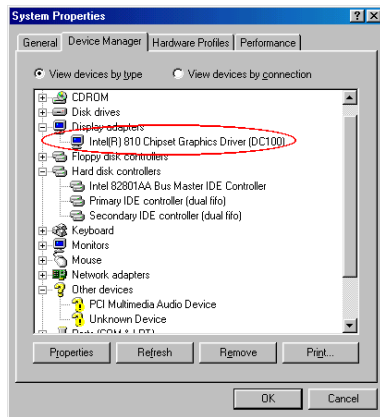 System Properties
General Device Manager Hardware Profiles Performance
View devices by type View devices by connection
CDROM
Disk drives
Display adapters
Intel(R) 810 Chipset Graphics Driver (DC100)
Floppy disk controllers
Hard disk controllers
Intel 82801AA Bus Master IDE Controller
Primary IDE controller (dual fifo)
Secondary IDE controller (dual fifo)
Keyboard
Monitors
Mouse
Network adapters
Other devices
PCI Multimedia Audio Device
Unknown Device
Ports (COM & LPT)
Properties Refresh Remove Print...
OK Cancel